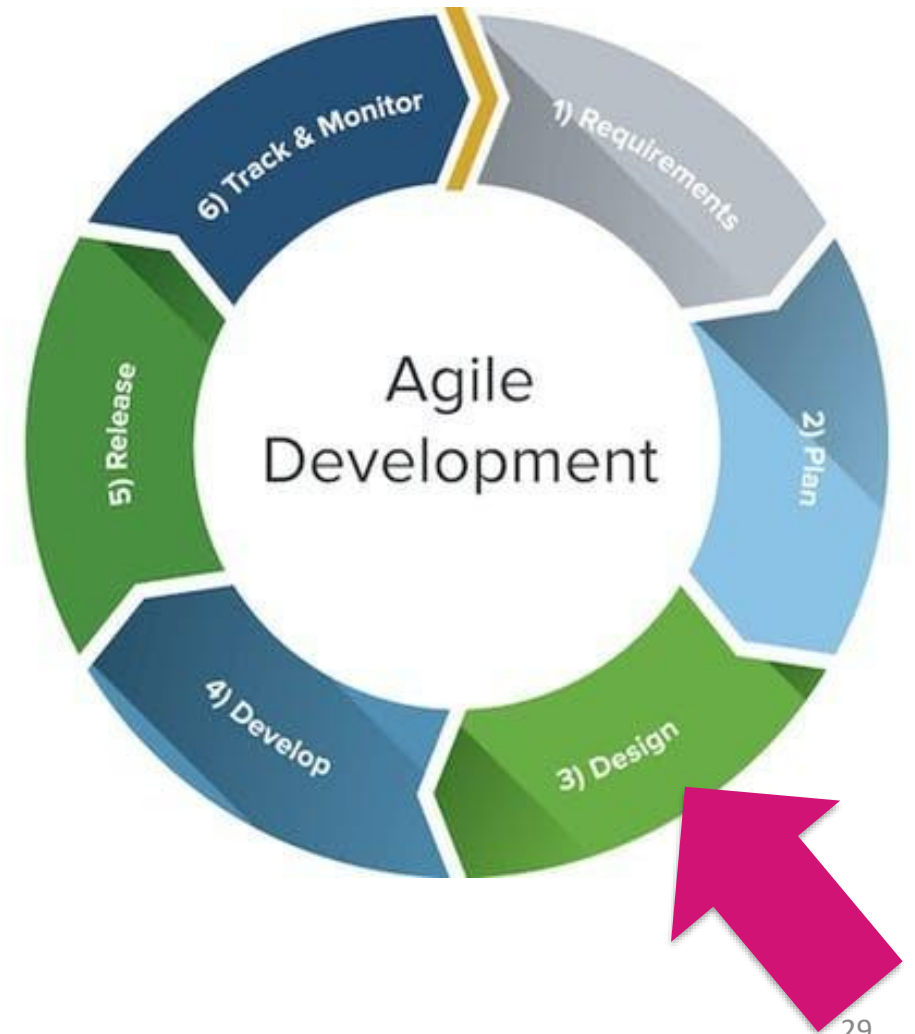 Agile
Development
1) Requirements
2) Plan
3) Design
4) Develop
5) Release
6) Track & Monitor
29